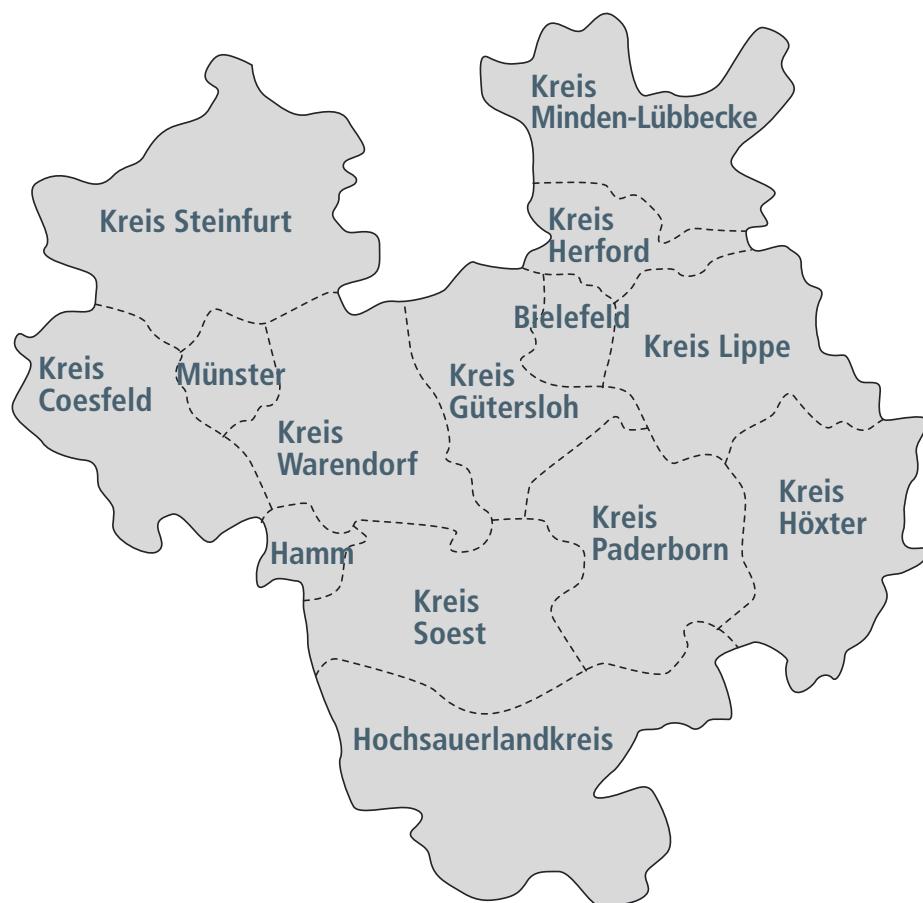 Kreis
Minden-Lübbecke
Kreis Steinfurt
Kreis
Herford
Bielefeld
Kreis Lippe
Kreis
Coesfeld
Münster
Kreis
Gütersloh
Kreis
Warendorf
Kreis
Höxter
Kreis
Paderborn
Hamm
Kreis
Soest
Hochsauerlandkreis